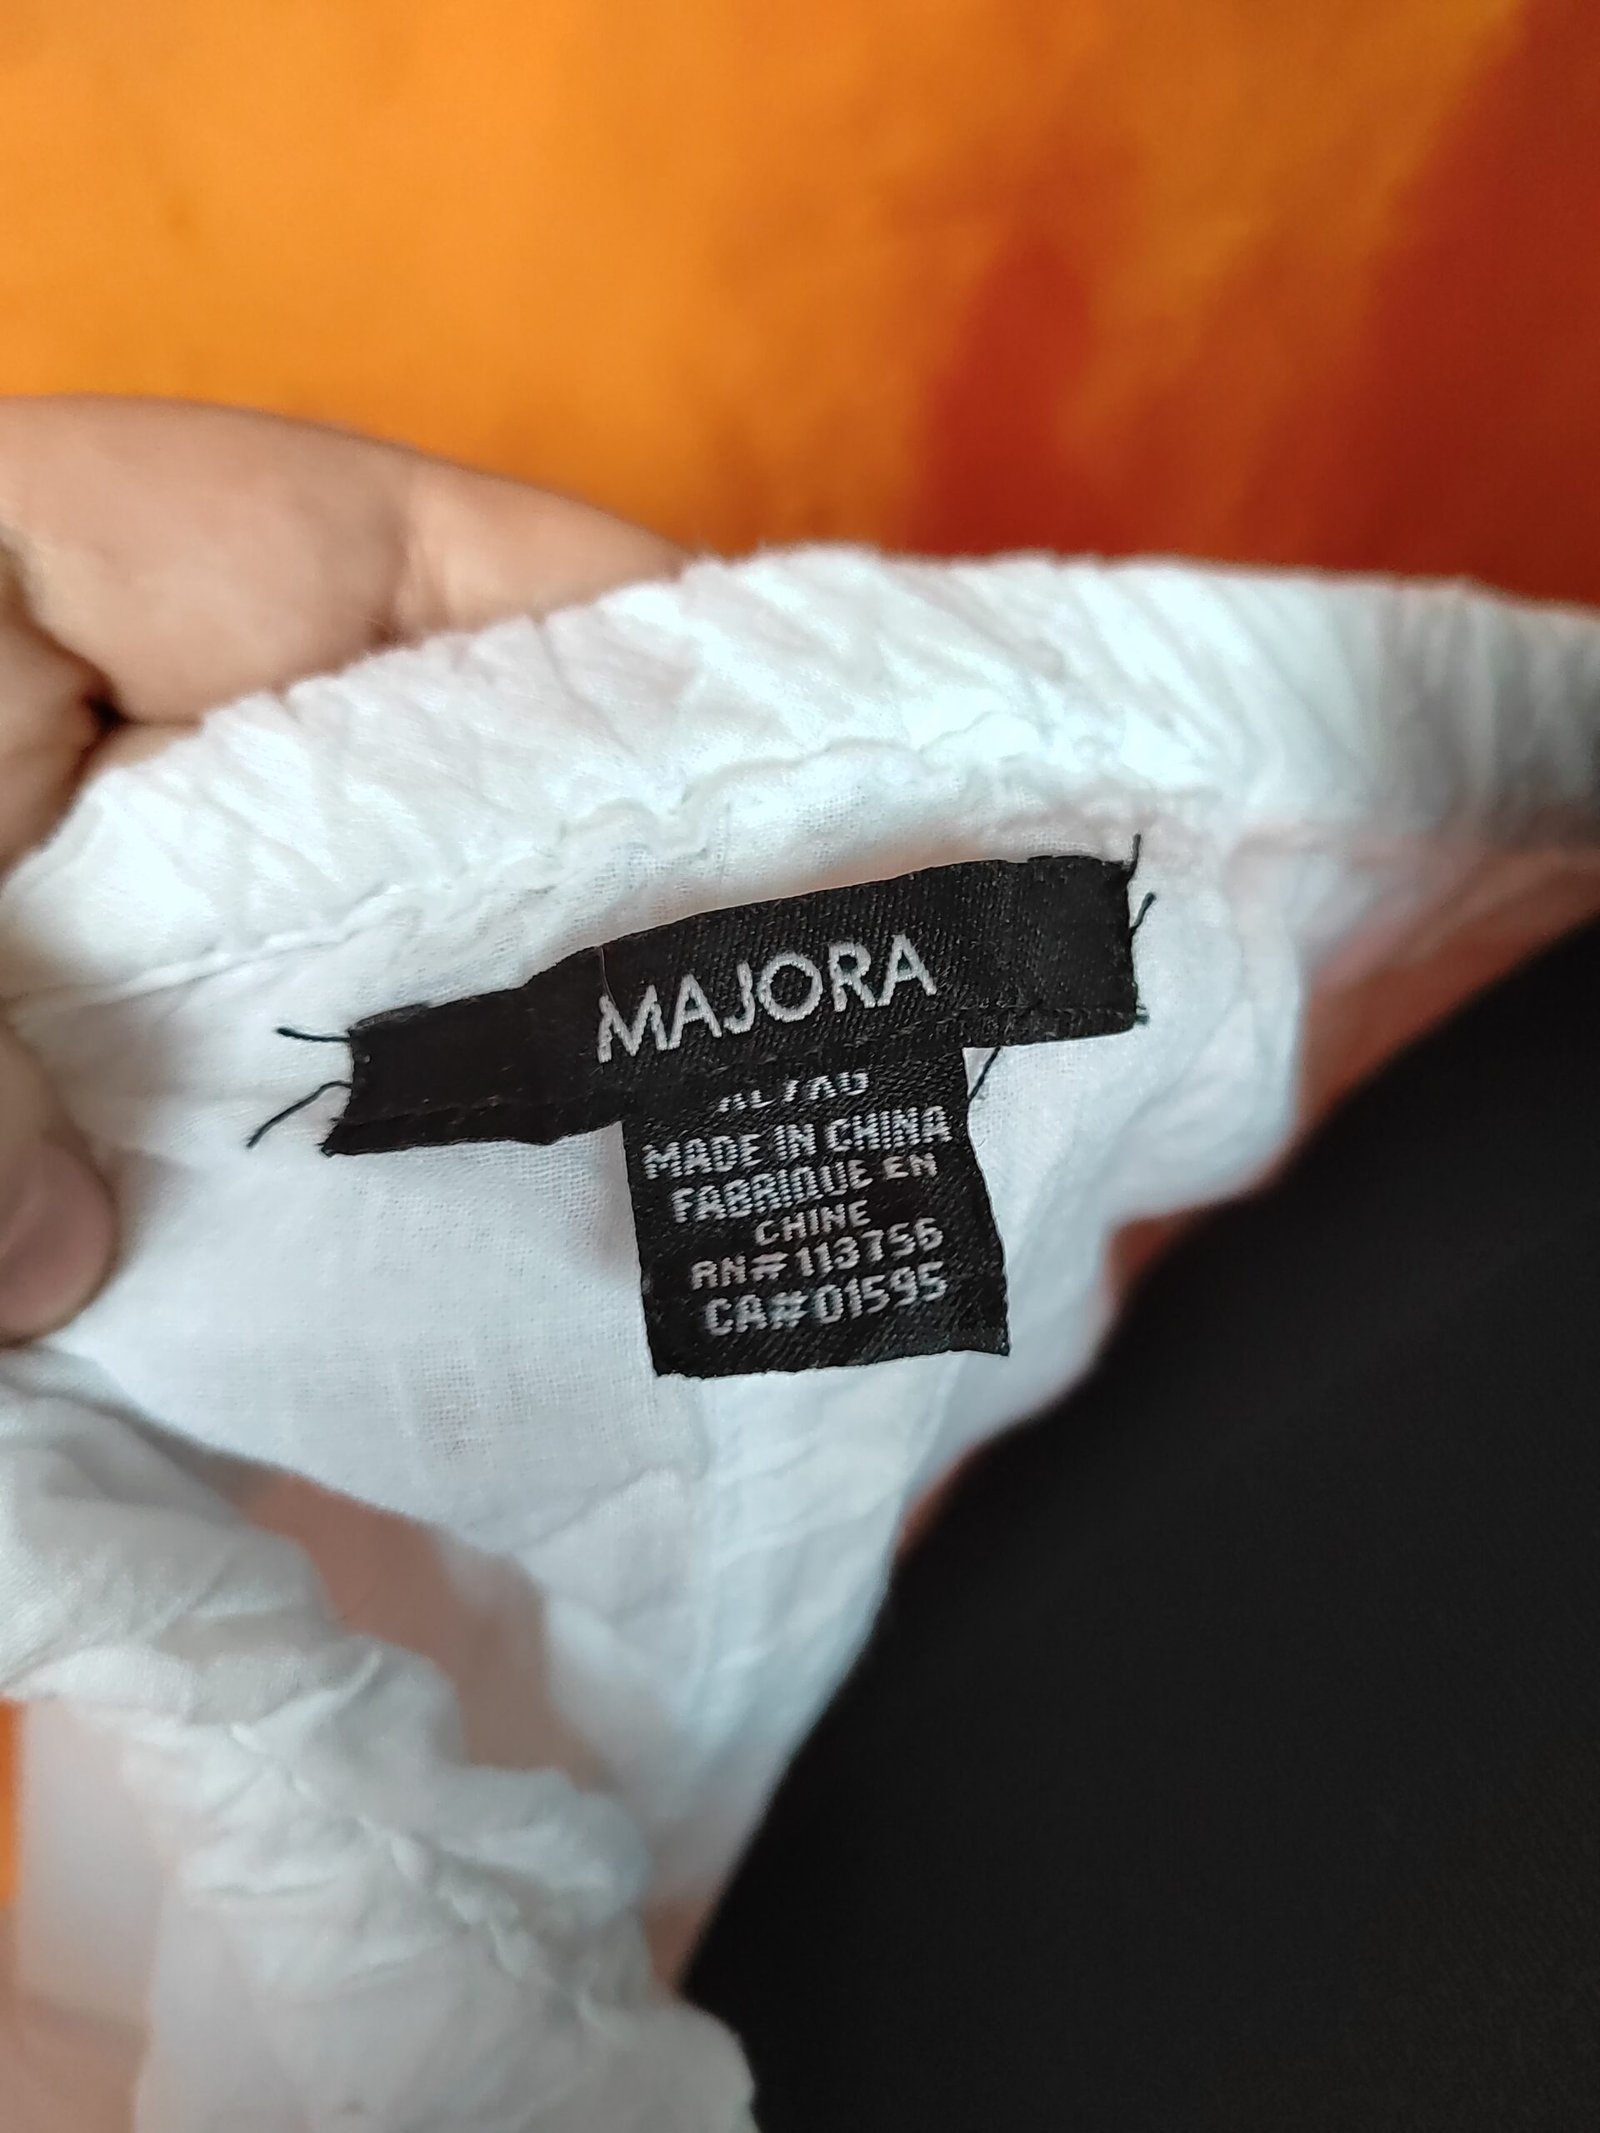 MAJORA
MADE IN CHINA
FABRIQUE EN
CHINE
RN#113756
CA#01595